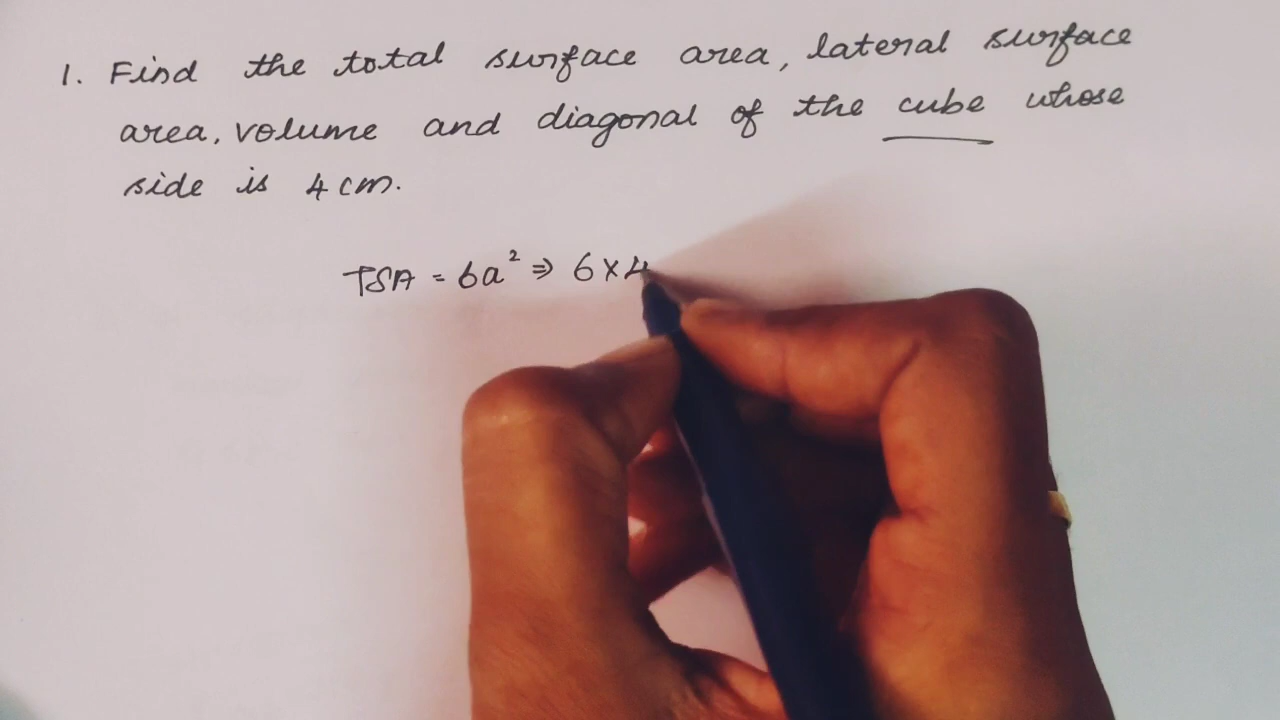 1. Find the total surface area, lateral surface
area, volume and diagonal of the cube whose
side is 4 cm.
TSA = 6a² ⇒ 6 × 4